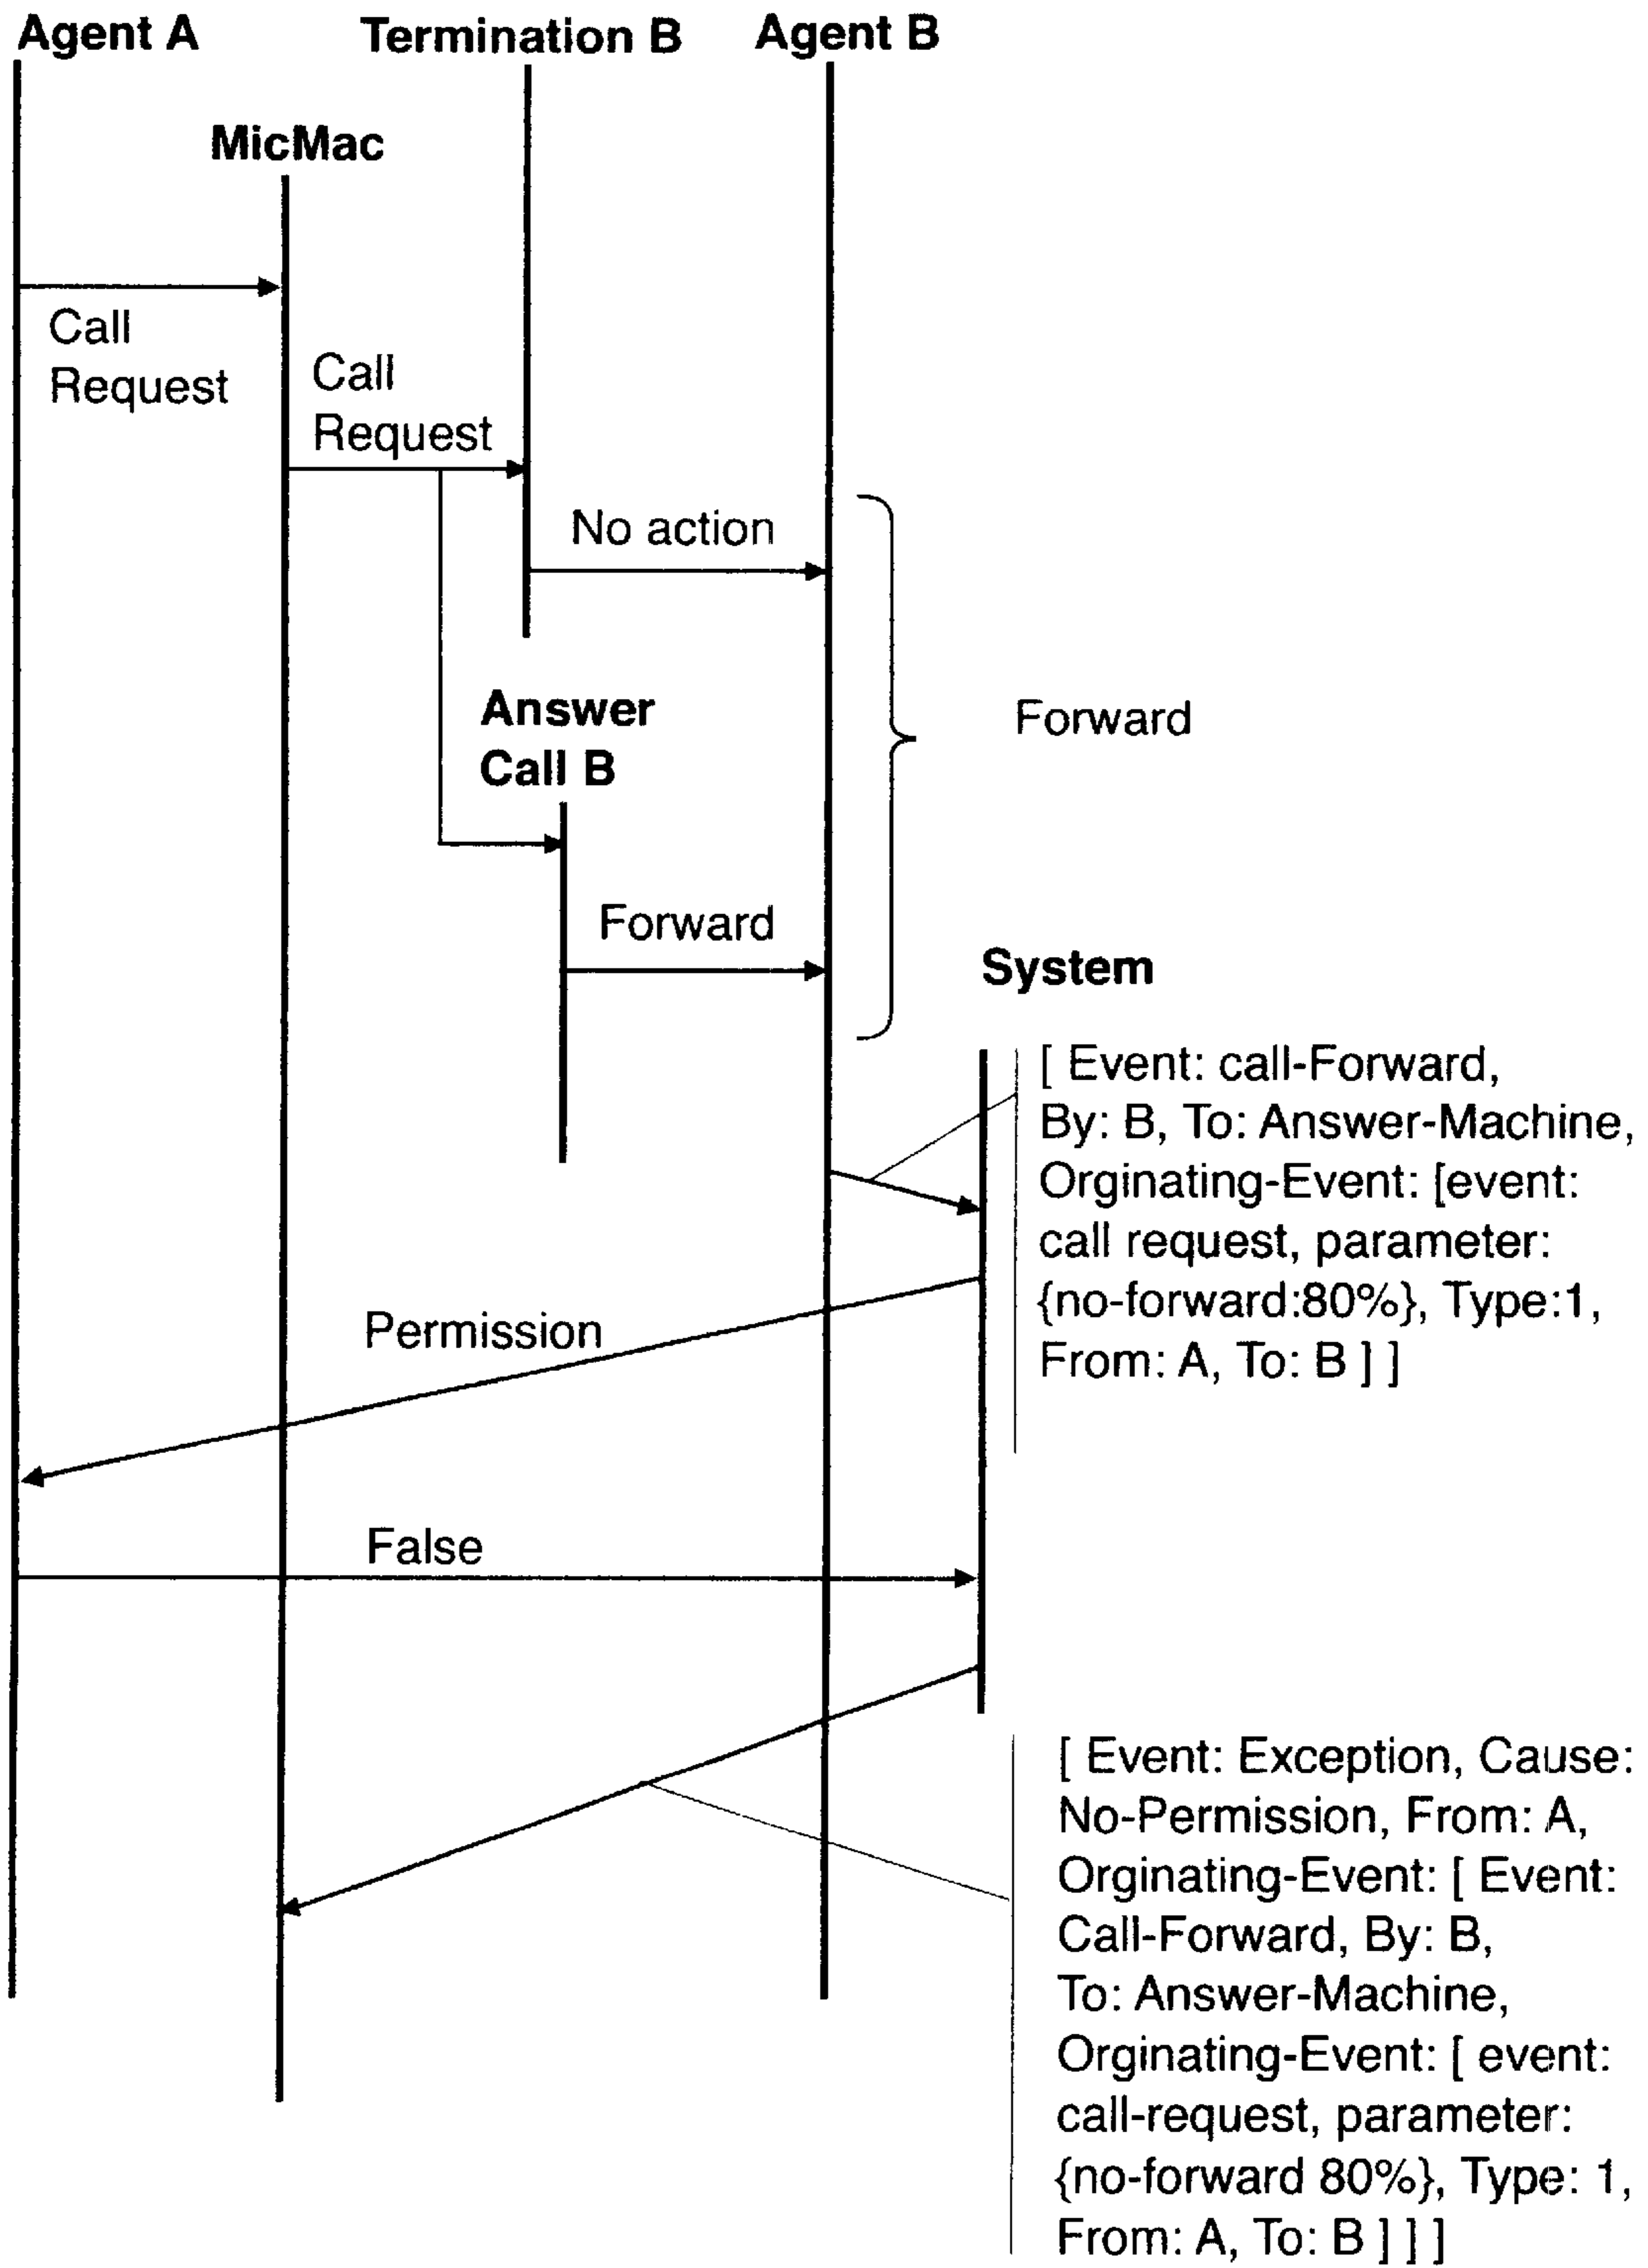 Agent A
Termination B
Agent B
MicMac
Call
Request
Call
Request
No action
Answer
Call B
Forward
Forward
System
[ Event: call-Forward,
By: B, To: Answer-Machine,
Orginating-Event: [event:
call request, parameter:
{no-forward:80%}, Type:1,
From: A, To: B ] ]
Permission
False
[ Event: Exception, Cause:
No-Permission, From: A,
Orginating-Event: [ Event:
Call-Forward, By: B,
To: Answer-Machine,
Orginating-Event: [ event:
call-request, parameter:
{no-forward 80%}, Type: 1,
From: A, To: B ] ] ]